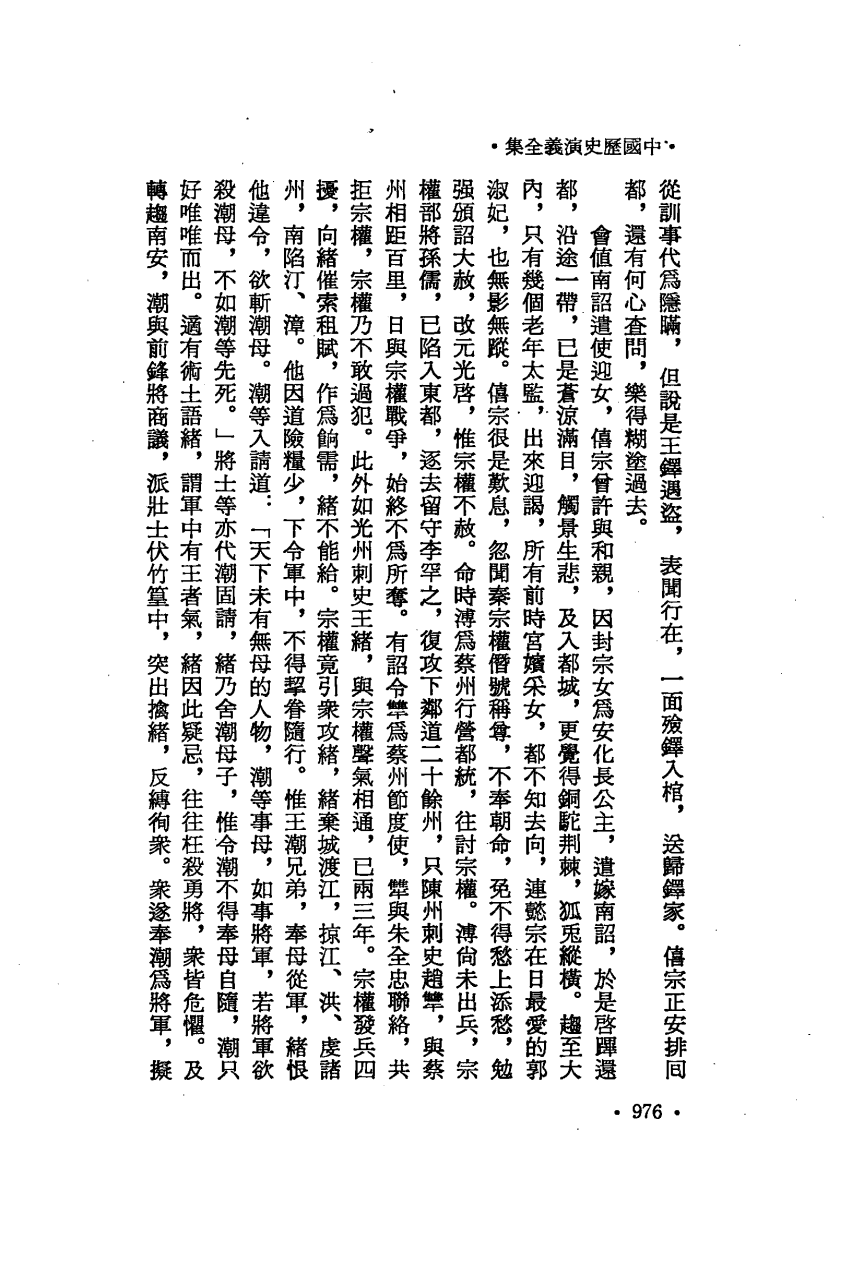 •中國歷史演義全集•
從訓事代爲隱瞞，但說是王鐸遇盜，表聞行在，一面殮鐸入棺，送歸鐸家。僖宗正安排囘
都，還有何心查問，樂得糊塗過去。
會值南詔遣使迎女，僖宗曾許與和親，因封宗女爲安化長公主，遣嫁南詔，於是啓蹕還
都，沿途一帶，已是蒼涼滿目，觸景生悲，及入都城，更覺得銅駝荆棘，狐兎縱橫。趨至大
內，只有幾個老年太監，出來迎謁，所有前時宮嬪采女，都不知去向，連懿宗在日最愛的郭
淑妃，也無影無蹤。僖宗很是歎息，忽聞秦宗權僭號稱尊，不奉朝命，免不得愁上添愁，勉
强頒詔大赦，改元光啓，惟宗權不赦。命時溥爲蔡州行營都統，往討宗權。溥尙未出兵，宗
權部將孫儒，已陷入東都，逐去留守李罕之，復攻下鄰道二十餘州，只陳州刺史趙犨，與蔡
州相距百里，日與宗權戰爭，始終不爲所奪。有詔令犨爲蔡州節度使，犨與朱全忠聯絡，共
拒宗權，宗權乃不敢過犯。此外如光州刺史王緒，與宗權聲氣相通，已兩三年。宗權發兵四
擾，向緒催索租賦，作爲餉需，緒不能給。宗權竟引衆攻緒，緒棄城渡江，掠江、洪、虔諸
州，南陷汀、漳。他因道險糧少，下令軍中，不得挈眷隨行。惟王潮兄弟，奉母從軍，緒恨
他違令，欲斬潮母。潮等入請道：「天下未有無母的人物，潮等事母，如事將軍，若將軍欲
殺潮母，不如潮等先死。」將士等亦代潮固請，緒乃舍潮母子，惟令潮不得奉母自隨，潮只
好唯唯而出。適有術士語緒，謂軍中有王者氣，緒因此疑忌，往往枉殺勇將，衆皆危懼。及
轉趨南安，潮與前鋒將商議，派壯士伏竹篁中，突出擒緒，反縛徇衆。衆遂奉潮爲將軍，擬
• 976 •